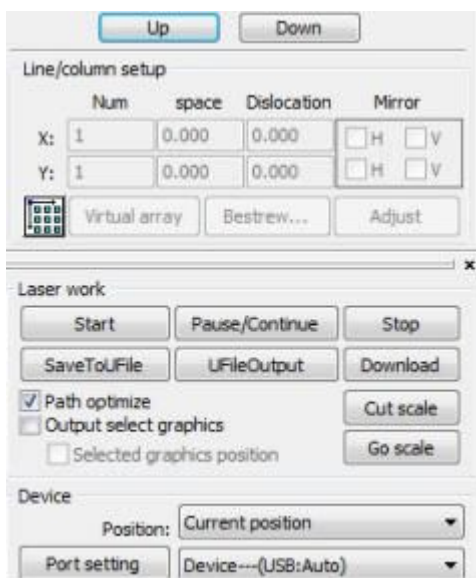 Up Down
Line/column setup
Num space Dislocation Mirror
X: 1 0.000 0.000 H V
Y: 1 0.000 0.000 H V
Virtual array Bestrew... Adjust
x
Laser work
Start Pause/Continue Stop
SaveToUFile UFileOutput Download
Path optimize Cut scale
Output select graphics
Selected graphics position Go scale
Device
Position: Current position
Port setting Device---(USB:Auto)